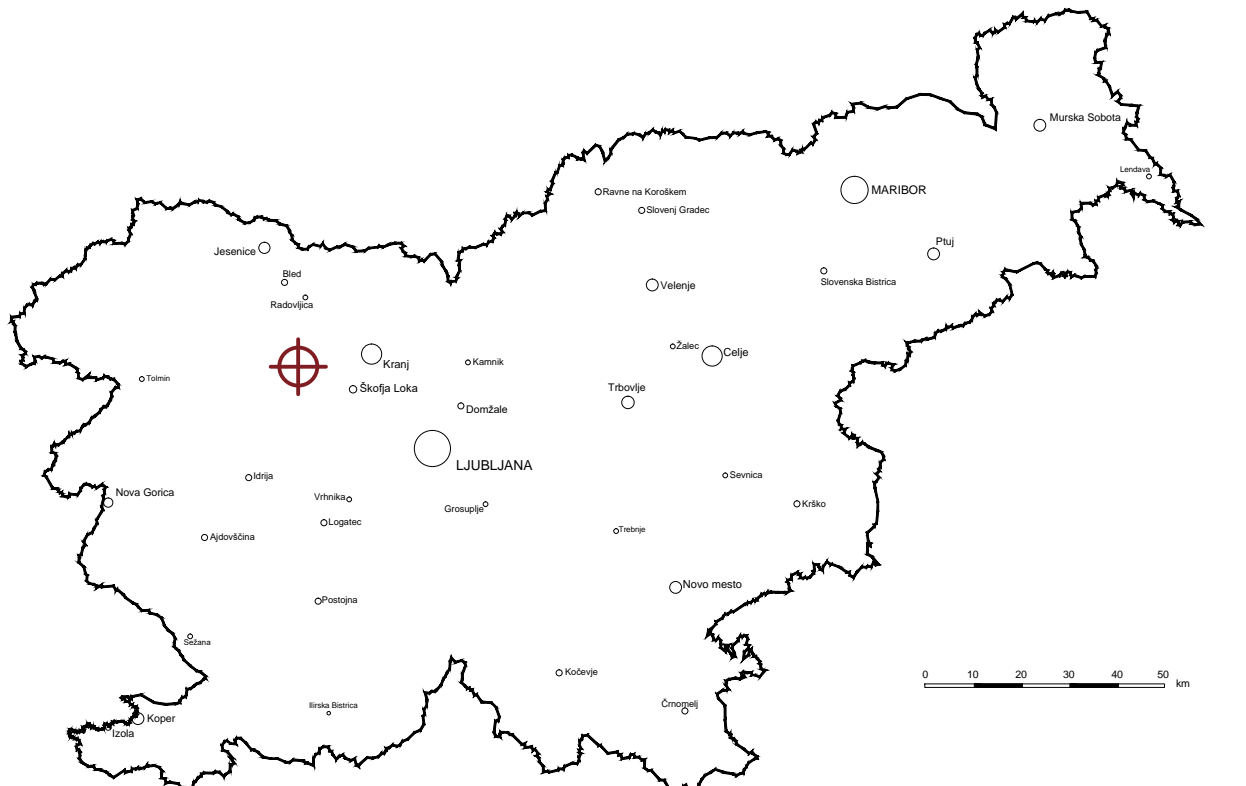 Murska Sobota
Lendava
Ravne na Koroškem
MARIBOR
Slovenj Gradec
Ptuj
Jesenice
Bled
Slovenska Bistrica
Velenje
Radovljica
Žalec
Celje
Kranj
Kamnik
Tolmin
Škofja Loka
Trbovlje
Domžale
LJUBLJANA
Idrija
Sevnica
Nova Gorica
Vrhnika
Grosuplje
Krško
Logatec
Trebnje
Ajdovščina
Novo mesto
Postojna
Sežana
Kočevje
0 10 20 30 40 50
km
Ilirska Bistrica
Črnomelj
Koper
Izola